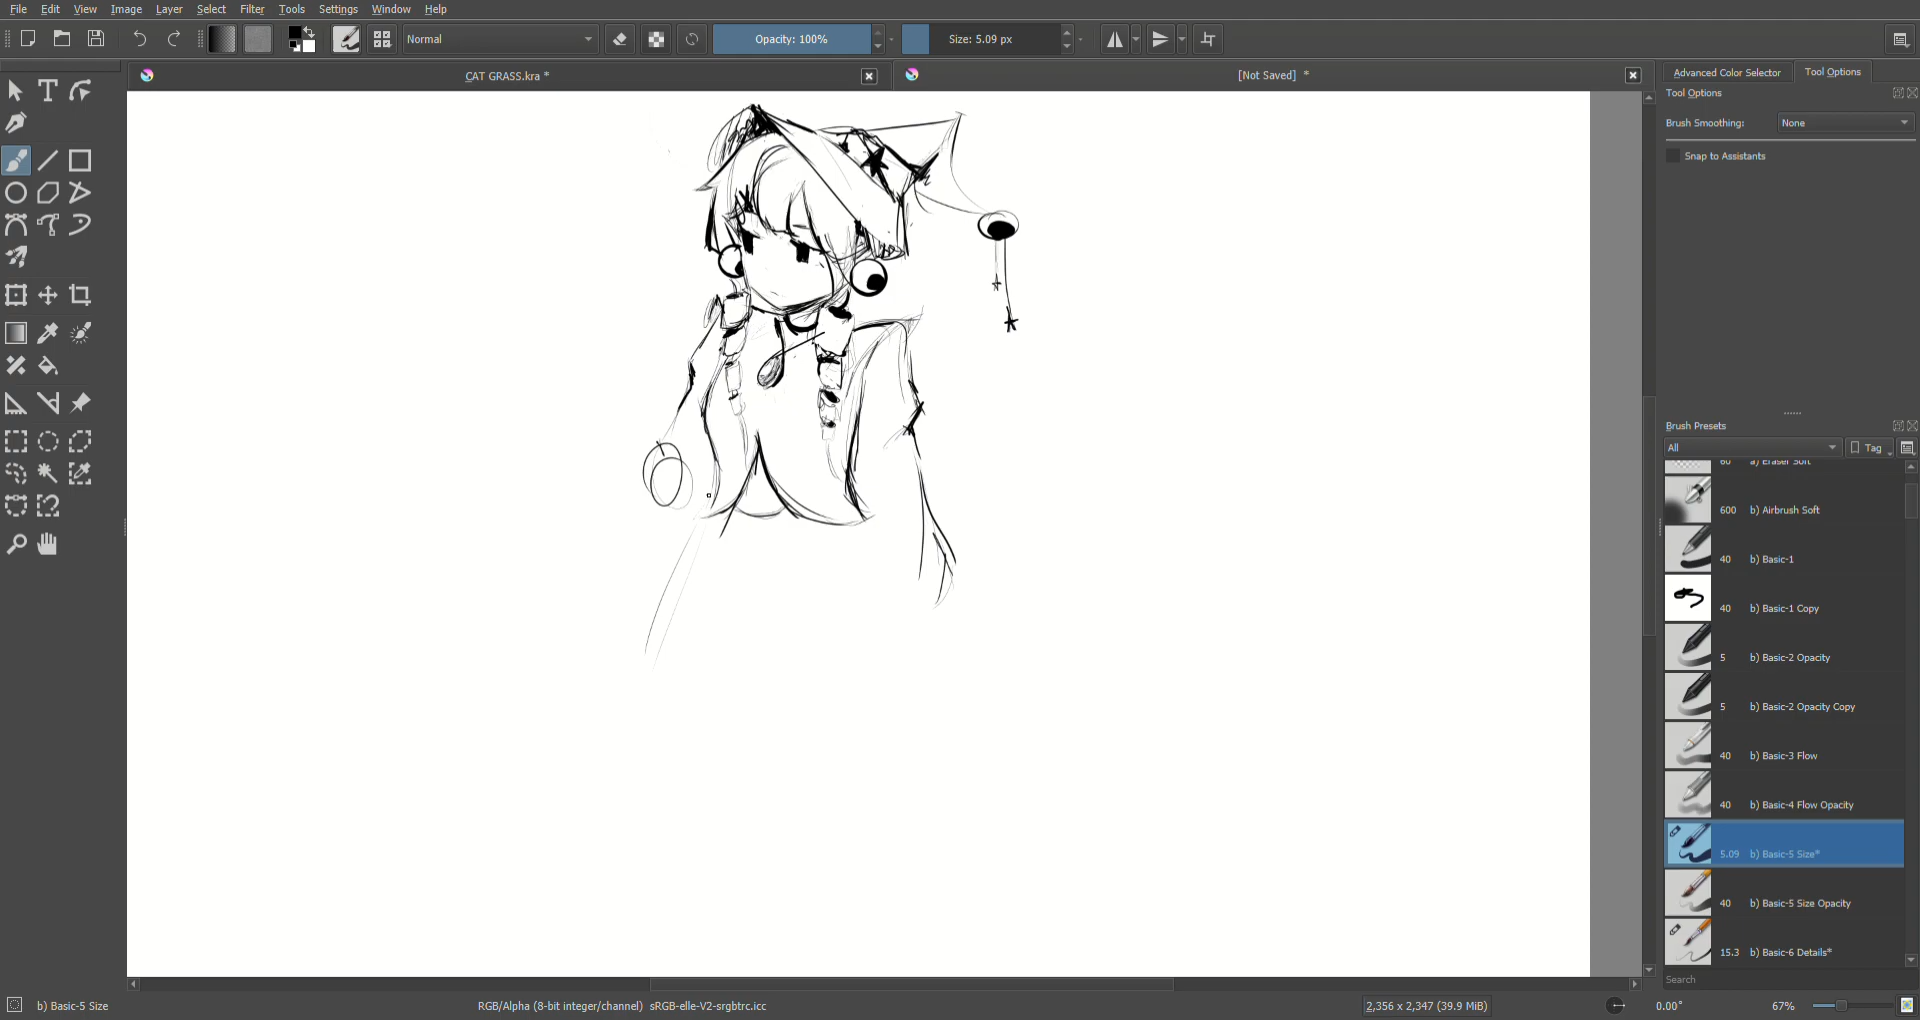 File Edit View Image Layer Select Filter Tools Settings Window Help
Normal Opacity: 100% Size: 5.09 px
CAT GRASS.kra * [Not Saved] *
Advanced Color Selector Tool Options
Tool Options
Brush Smoothing: None
Snap to Assistants
Brush Presets
All Tag
60 a) Eraser Soft
600 b) Airbrush Soft
40 b) Basic-1
40 b) Basic-1 Copy
5 b) Basic-2 Opacity
5 b) Basic-2 Opacity Copy
40 b) Basic-3 Flow
40 b) Basic-4 Flow Opacity
5.09 b) Basic-5 Size*
40 b) Basic-5 Size Opacity
15.3 b) Basic-6 Details*
Search
b) Basic-5 Size RGB/Alpha (8-bit integer/channel) sRGB-elle-V2-srgbtrc.icc 2,356 x 2,347 (39.9 MiB) 0.00° 67%